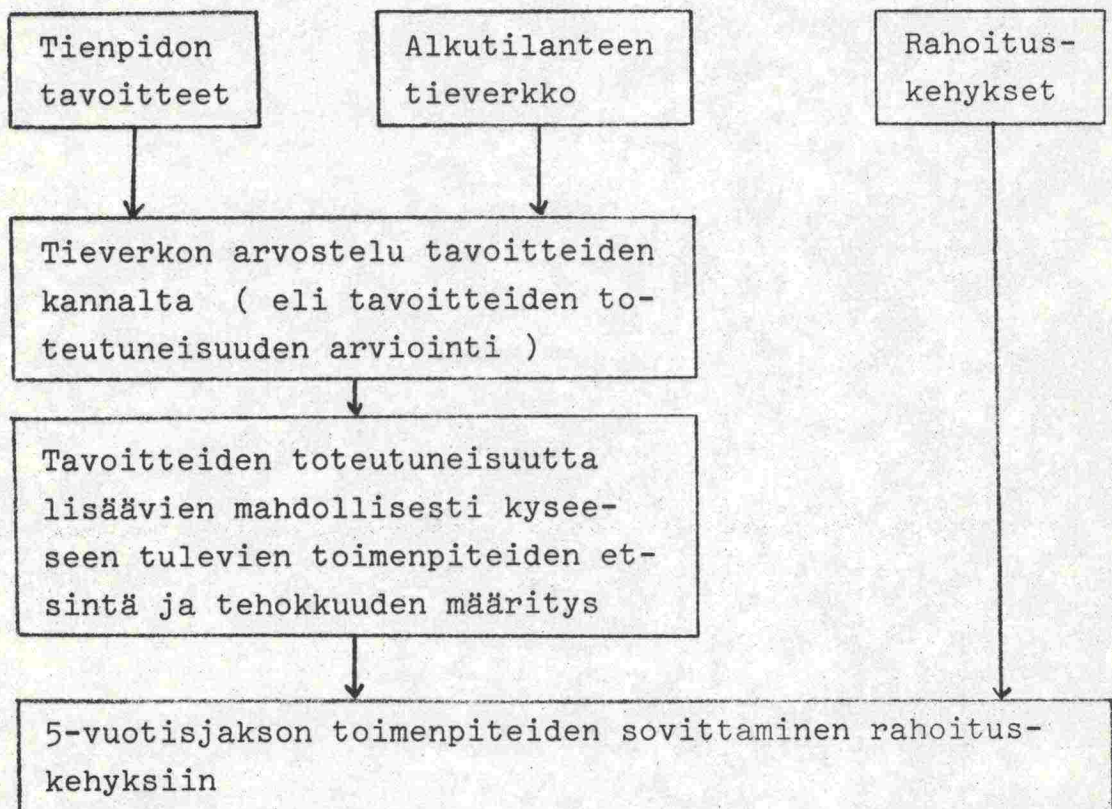 Tienpidon
tavoitteet
Alkutilanteen
tieverkko
Rahoitus-
kehykset
Tieverkon arvostelu tavoitteiden
kannalta ( eli tavoitteiden to-
teutuneisuuden arviointi )
Tavoitteiden toteutuneisuutta
lisäävien mahdollisesti kysee-
seen tulevien toimenpiteiden et-
sintä ja tehokkuuden määritys
5-vuotisjakson toimenpiteiden sovittaminen rahoitus-
kehyksiin